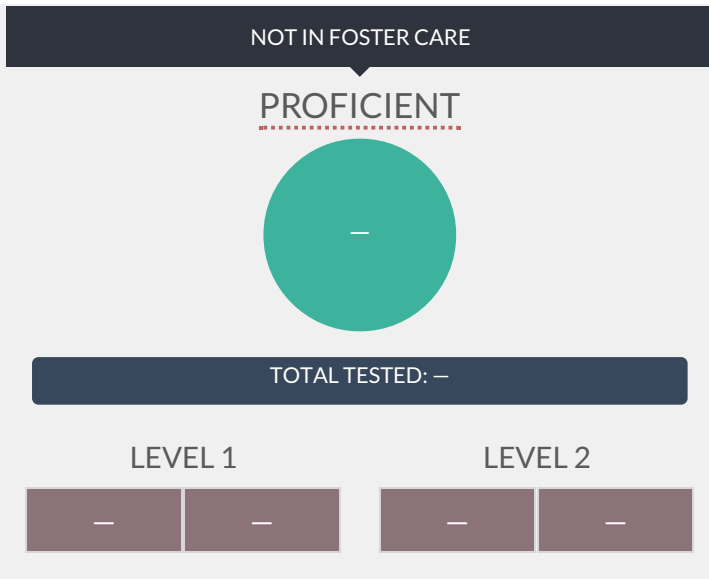 NOT IN FOSTER CARE
PROFICIENT
—
TOTAL TESTED: —
LEVEL 1 LEVEL 2
— — — —